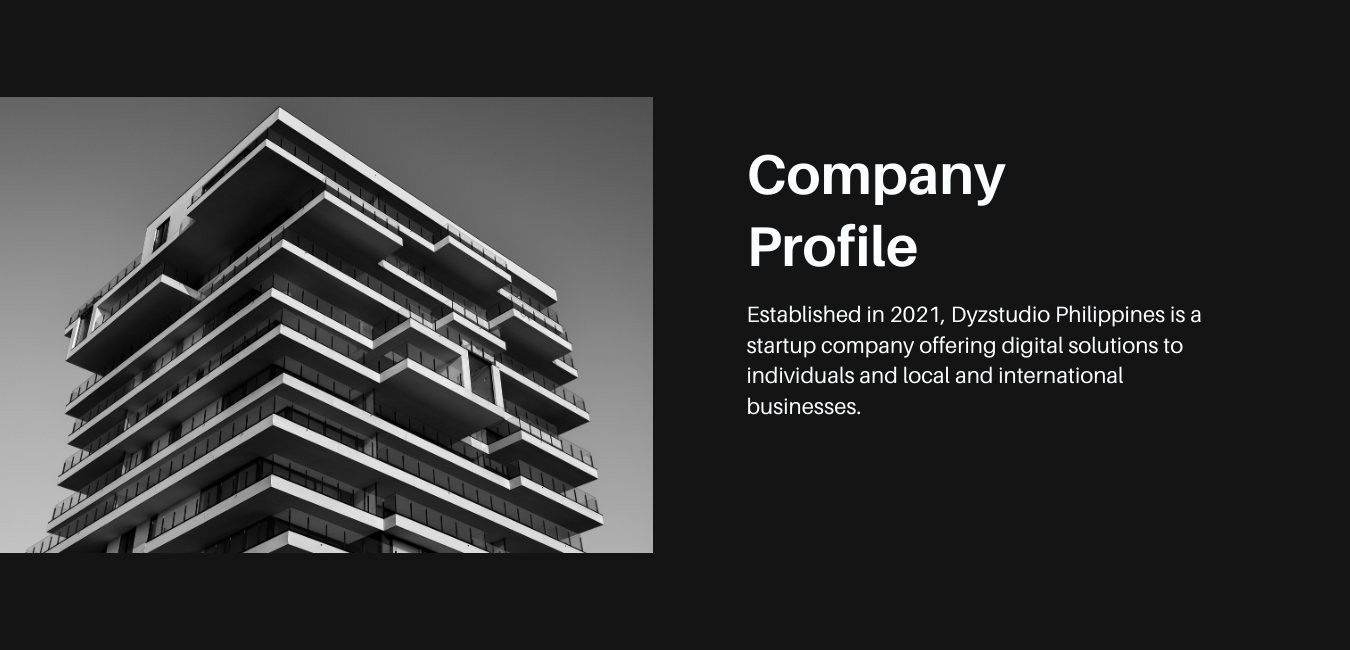 Company
Profile
Established in 2021, Dyzstudio Philippines is a
startup company offering digital solutions to
individuals and local and international
businesses.